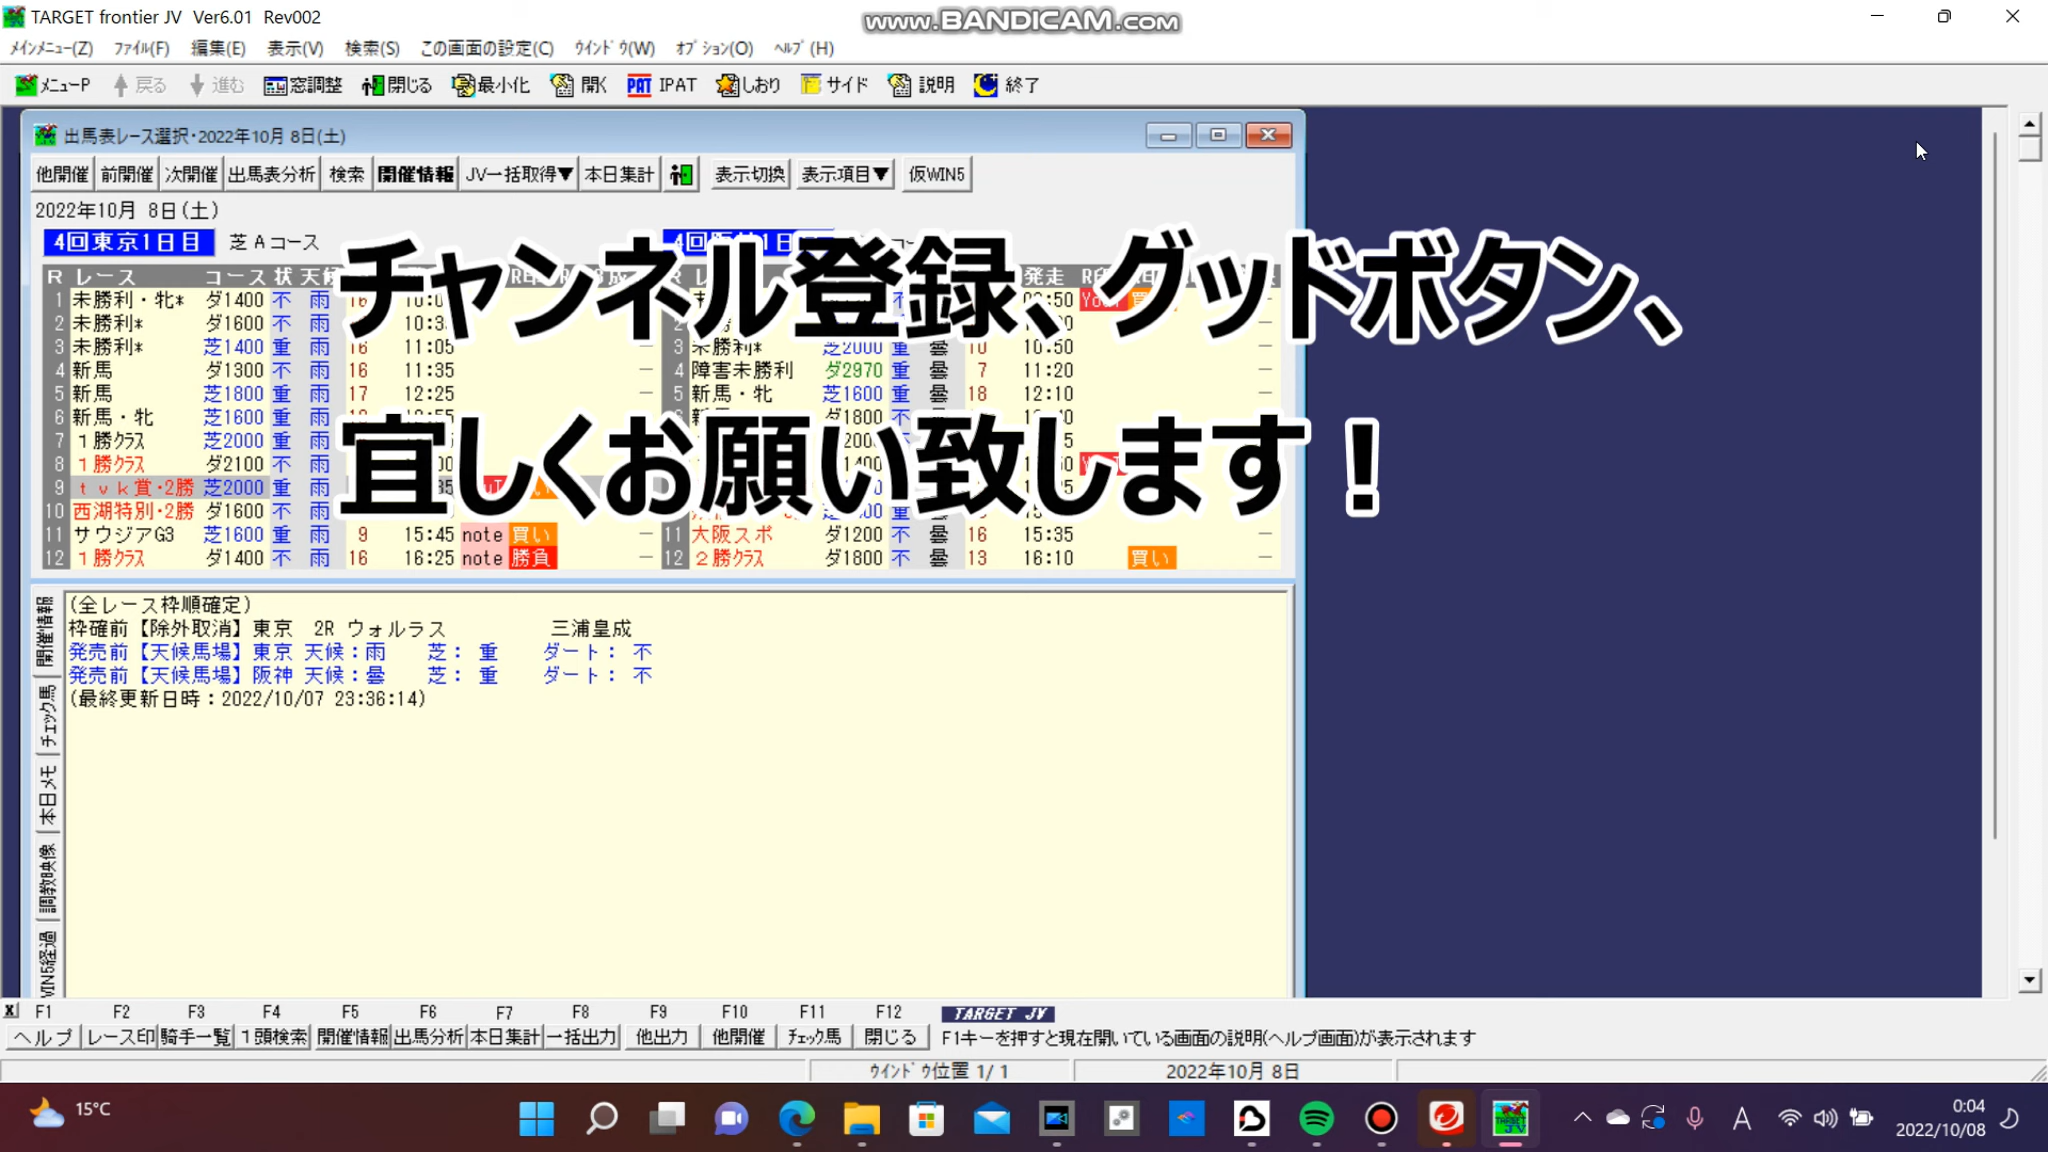 TARGET frontier JV Ver6.01 Rev002
www.BANDICAM.com
ﾒｲﾝﾒﾆｭｰ(Z) ﾌｧｲﾙ(F) 編集(E) 表示(V) 検索(S) この画面の設定(C) ｳｲﾝﾄﾞｳ(W) ｵﾌﾟｼｮﾝ(O) ﾍﾙﾌﾟ(H)
ﾒﾆｭｰP 戻る 進む 窓調整 閉じる 最小化 開く PAT IPAT しおり サイド 説明 終了
出馬表レース選択・2022年10月 8日(土)
他開催 前開催 次開催 出馬表分析 検索 開催情報 JV一括取得▼ 本日集計 表示切換 表示項目▼ 仮WIN5
2022年10月 8日(土)
4回東京1日目 芝Aコース
チャンネル登録、グッドボタン、
宜しくお願い致します！
R レース コース 状 天候
発走
1 未勝利・牝* ダ1400 不 雨 16
2 未勝利* ダ1600 不 雨
3 未勝利* 芝1400 重 雨 16 11:05
4 新馬 ダ1300 不 雨 16 11:35
5 新馬 芝1800 重 雨 17 12:25
6 新馬・牝 芝1600 重 雨
7 １勝ｸﾗｽ 芝2000 重 雨
8 １勝ｸﾗｽ ダ2100 不 雨
9 ｔｖｋ賞・2勝 芝2000 重 雨
10 西湖特別・2勝 ダ1600 不 雨
11 サウジアG3 芝1600 重 雨 9 15:45 note 買い
12 １勝ｸﾗｽ ダ1400 不 雨 16 16:25 note 勝負
3 未勝利* 芝2000 重 曇 10 10:50
4 障害未勝利 ダ2970 重 曇 7 11:20
5 新馬・牝 芝1600 重 曇 18 12:10
11 大阪スポ ダ1200 不 曇 16 15:35
12 ２勝ｸﾗｽ ダ1800 不 曇 13 16:10 買い
開催情報
チェック馬
本日メモ
調教映像
WIN5経過
(全レース枠順確定)
枠確前【除外取消】東京 2R ウォルラス 三浦皇成
発売前【天候馬場】東京 天候：雨 芝： 重 ダート： 不
発売前【天候馬場】阪神 天候：曇 芝： 重 ダート： 不
(最終更新日時：2022/10/07 23:36:14)
X F1 F2 F3 F4 F5 F6 F7 F8 F9 F10 F11 F12 TARGET JV
ヘルプ レース印 騎手一覧 １頭検索 開催情報 出馬分析 本日集計 一括出力 他出力 他開催 ﾁｪｯｸ馬 閉じる F1キーを押すと現在開いている画面の説明(ヘルプ画面)が表示されます
ｳｲﾝﾄﾞｳ位置 1/ 1 2022年10月 8日
15°C
A
0:04
2022/10/08